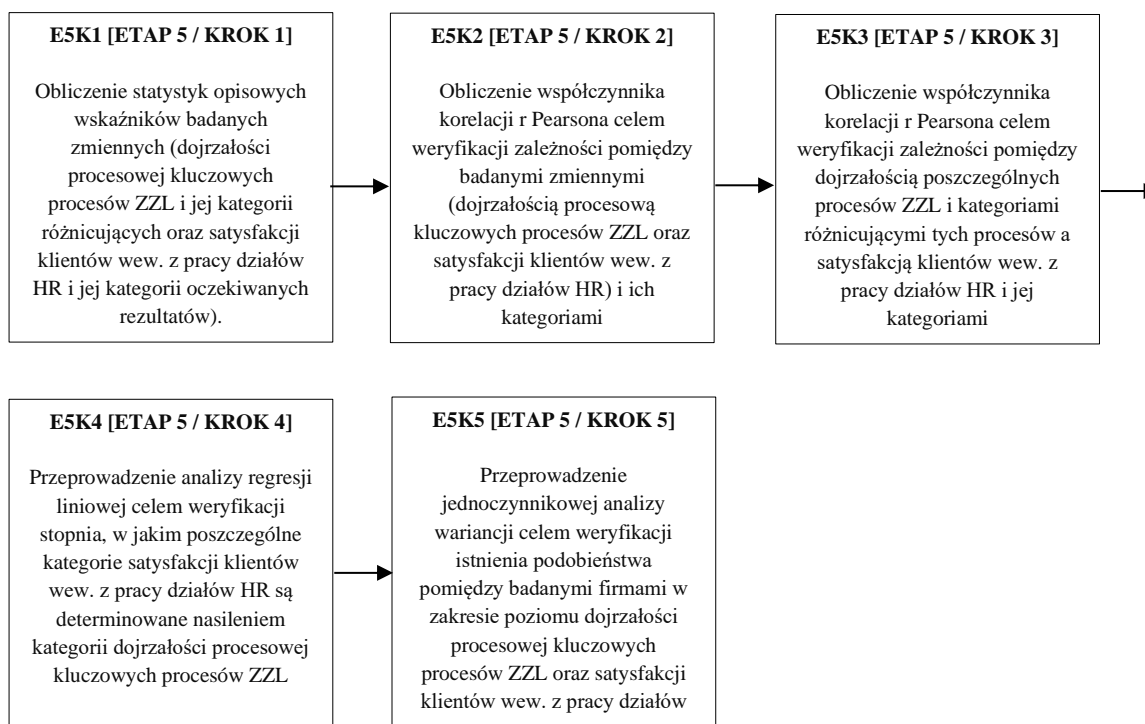 E5K1 [ETAP 5 / KROK 1]
Obliczenie statystyk opisowych
wskaźników badanych
zmiennych (dojrzałości
procesowej kluczowych
procesów ZZL i jej kategorii
różnicujących oraz satysfakcji
klientów wew. z pracy działów
HR i jej kategorii oczekiwanych
rezultatów).
E5K2 [ETAP 5 / KROK 2]
Obliczenie współczynnika
korelacji r Pearsona celem
weryfikacji zależności pomiędzy
badanymi zmiennymi
(dojrzałością procesową
kluczowych procesów ZZL oraz
satysfakcji klientów wew. z
pracy działów HR) i ich
kategoriami
E5K3 [ETAP 5 / KROK 3]
Obliczenie współczynnika
korelacji r Pearsona celem
weryfikacji zależności pomiędzy
dojrzałością poszczególnych
procesów ZZL i kategoriami
różnicującymi tych procesów a
satysfakcją klientów wew. z
pracy działów HR i jej
kategoriami
E5K4 [ETAP 5 / KROK 4]
Przeprowadzenie analizy regresji
liniowej celem weryfikacji
stopnia, w jakim poszczególne
kategorie satysfakcji klientów
wew. z pracy działów HR są
determinowane nasileniem
kategorii dojrzałości procesowej
kluczowych procesów ZZL
E5K5 [ETAP 5 / KROK 5]
Przeprowadzenie
jednoczynnikowej analizy
wariancji celem weryfikacji
istnienia podobieństwa
pomiędzy badanymi firmami w
zakresie poziomu dojrzałości
procesowej kluczowych
procesów ZZL oraz satysfakcji
klientów wew. z pracy działów